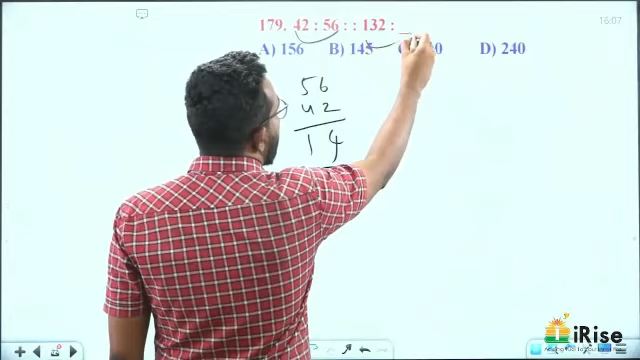 16:07
179. 42 : 56 : : 132 : _
A) 156 B) 145 D) 240
56
42
14
iRise